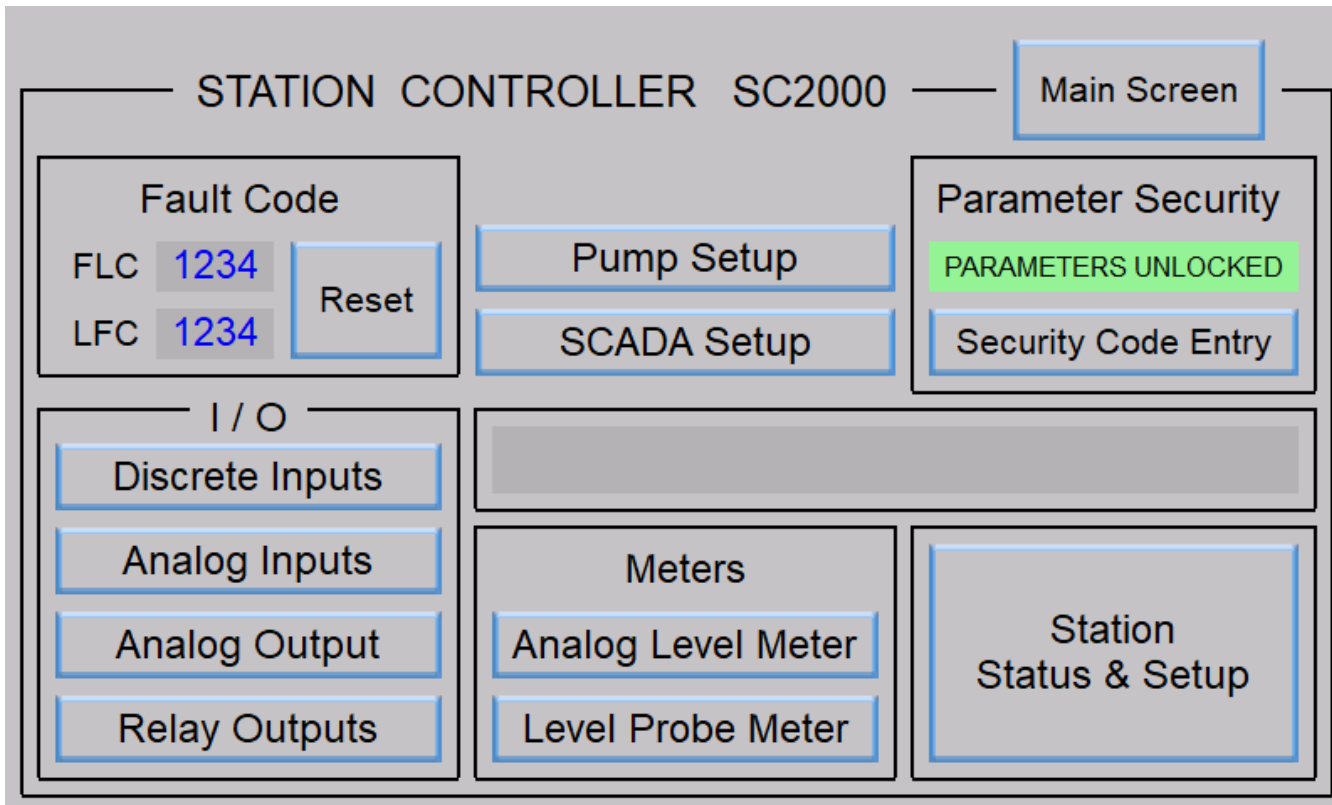 STATION CONTROLLER SC2000
Main Screen
Fault Code
FLC 1234
LFC 1234
Reset
Pump Setup
SCADA Setup
Parameter Security
PARAMETERS UNLOCKED
Security Code Entry
I / O
Discrete Inputs
Analog Inputs
Analog Output
Relay Outputs
Meters
Analog Level Meter
Level Probe Meter
Station
Status & Setup